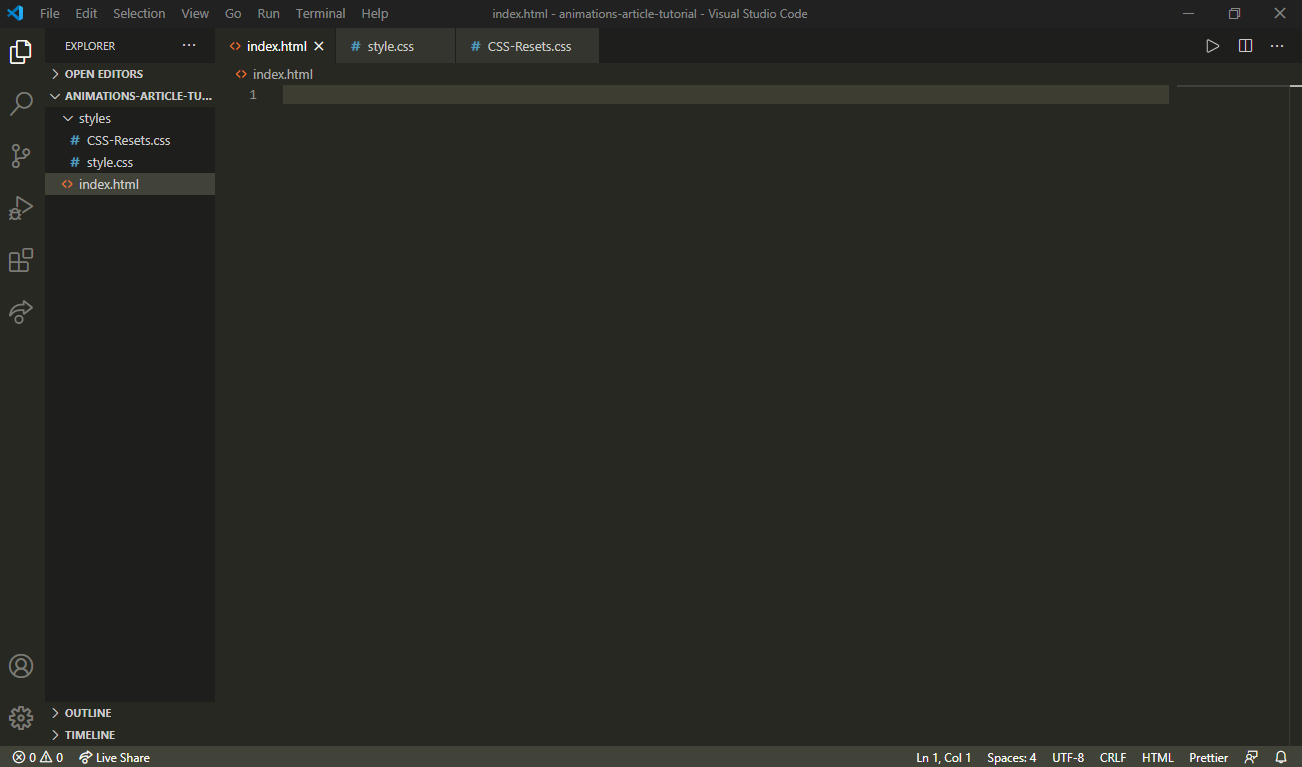 File Edit Selection View Go Run Terminal Help index.html - animations-article-tutorial - Visual Studio Code
EXPLORER
index.html # style.css # CSS-Resets.css
OPEN EDITORS
index.html
ANIMATIONS-ARTICLE-TU...
1
styles
# CSS-Resets.css
# style.css
index.html
OUTLINE
TIMELINE
0 0 Live Share Ln 1, Col 1 Spaces: 4 UTF-8 CRLF HTML Prettier